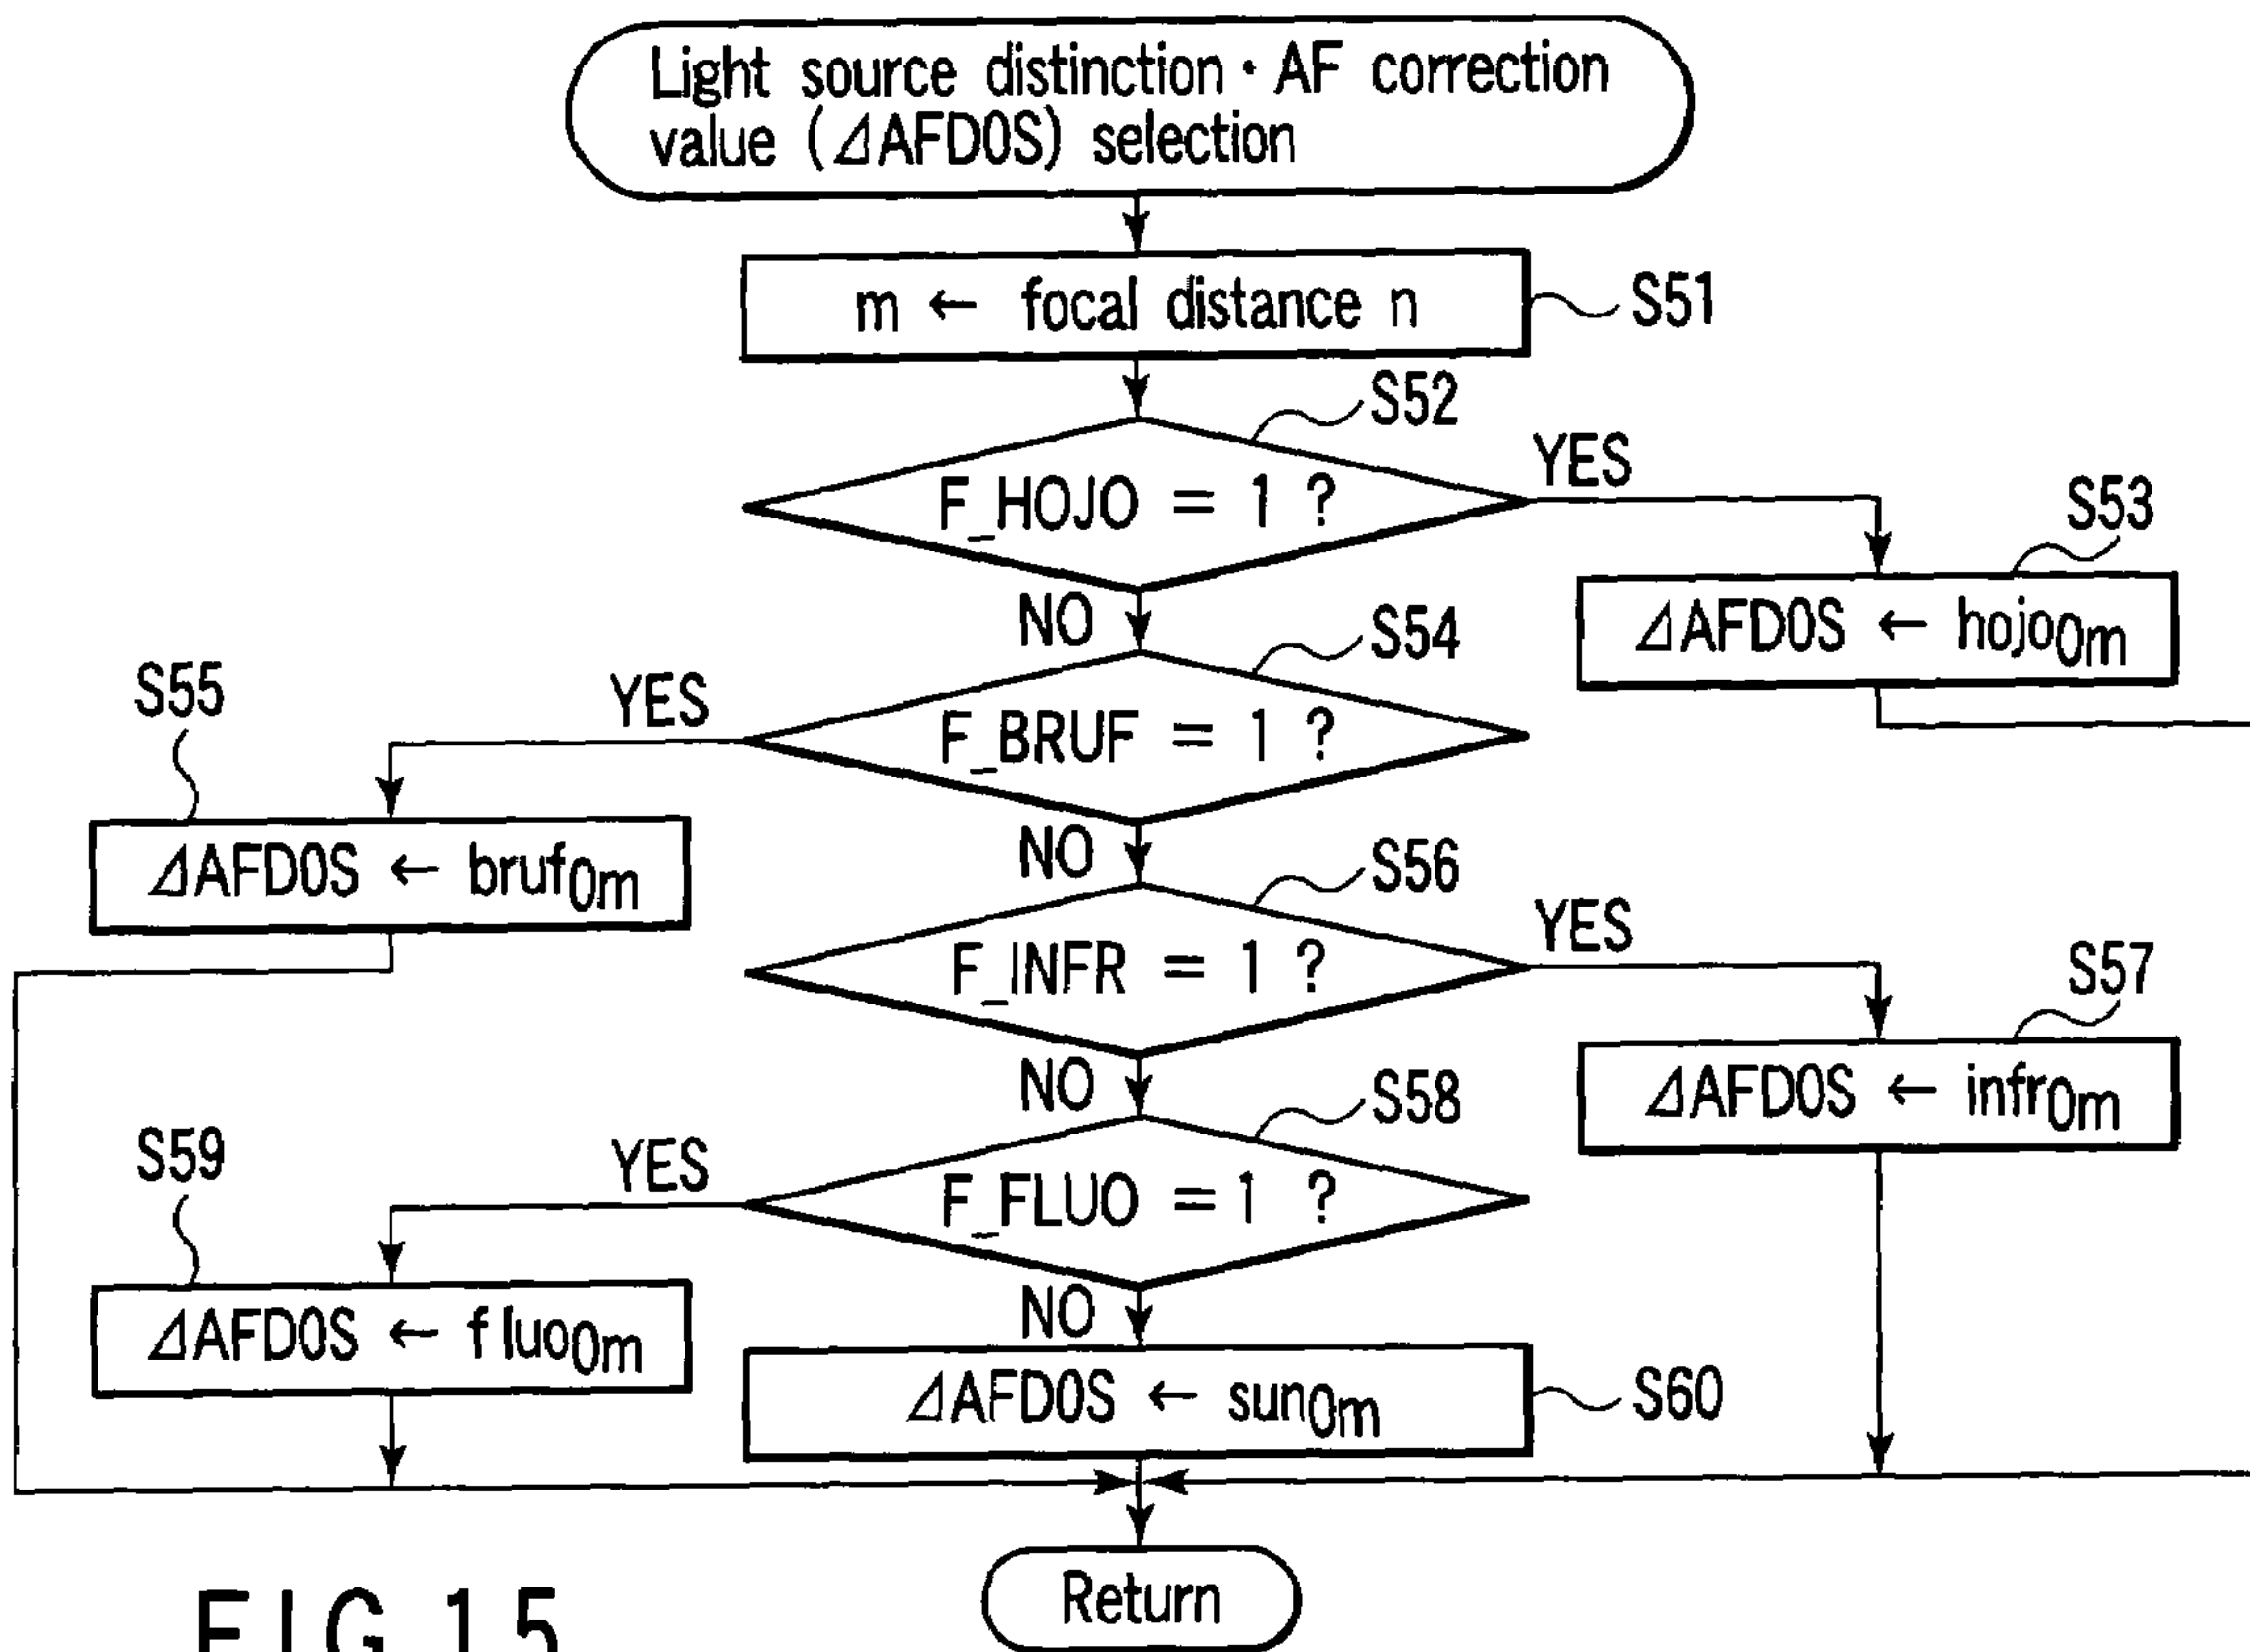 Light source distinction・AF correction
value (⊿AFD0S) selection
m ← focal distance n
S51
S52
F_HOJO = 1 ?
YES
S53
⊿AFD0S ← hojo0m
NO
S54
F_BRUF = 1 ?
YES
S55
⊿AFD0S ← bruf0m
NO
S56
F_INFR = 1 ?
YES
S57
⊿AFD0S ← infr0m
NO
S58
F_FLUO = 1 ?
YES
S59
⊿AFD0S ← fluo0m
NO
⊿AFD0S ← sun0m
S60
Return
FIG. 15